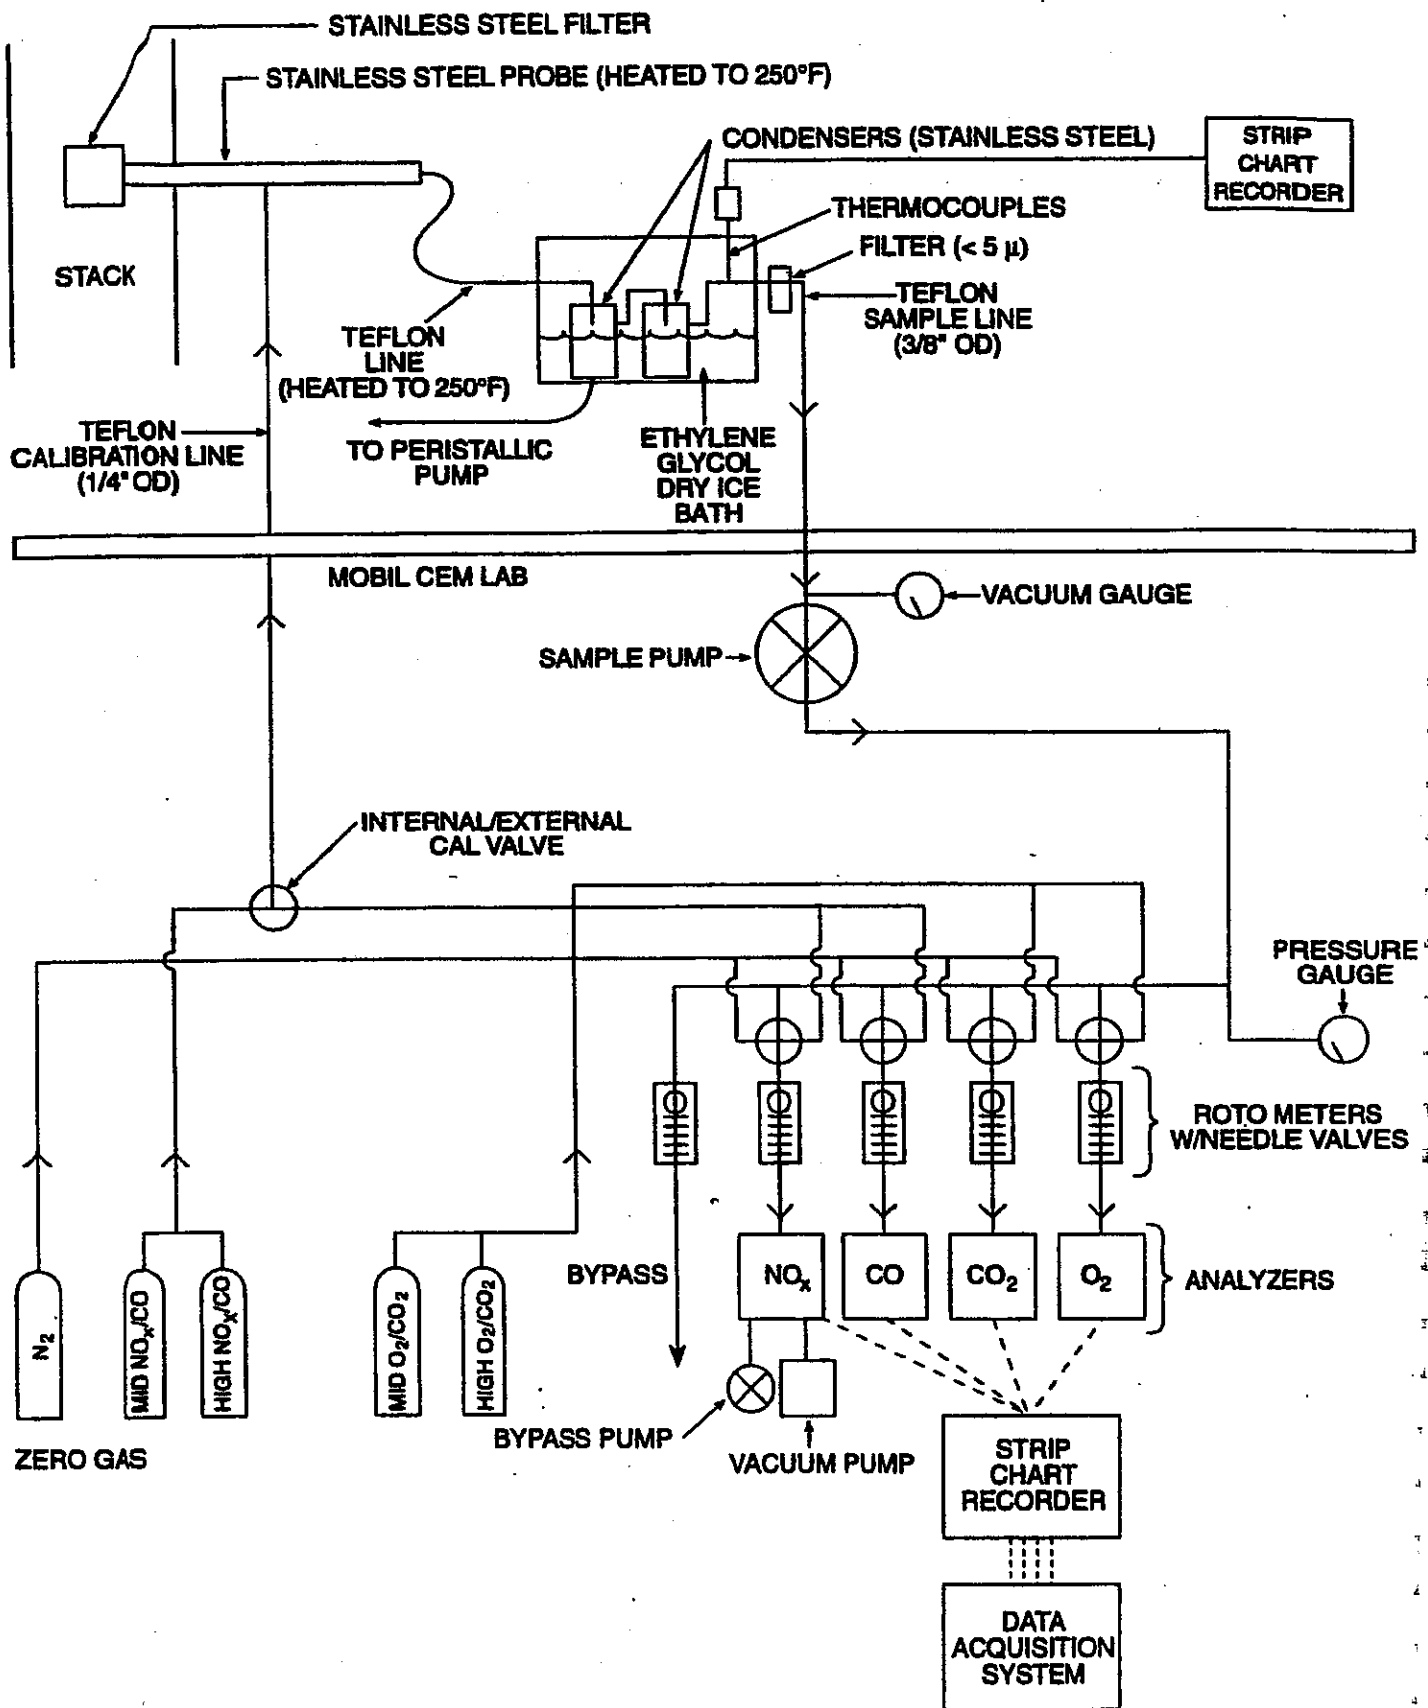 STAINLESS STEEL FILTER
STAINLESS STEEL PROBE (HEATED TO 250°F)
CONDENSERS (STAINLESS STEEL)
STRIP
CHART
RECORDER
THERMOCOUPLES
FILTER (< 5 μ)
STACK
TEFLON
SAMPLE LINE
(3/8" OD)
TEFLON
LINE
(HEATED TO 250°F)
TEFLON
CALIBRATION LINE
(1/4" OD)
TO PERISTALLIC
PUMP
ETHYLENE
GLYCOL
DRY ICE
BATH
MOBIL CEM LAB
VACUUM GAUGE
SAMPLE PUMP
INTERNAL/EXTERNAL
CAL VALVE
PRESSURE
GAUGE
ROTO METERS
W/NEEDLE VALVES
BYPASS
NOx
CO
CO2
O2
ANALYZERS
N2
MID NOx/CO
HIGH NOx/CO
MID O2/CO2
HIGH O2/CO2
ZERO GAS
BYPASS PUMP
VACUUM PUMP
STRIP
CHART
RECORDER
DATA
ACQUISITION
SYSTEM